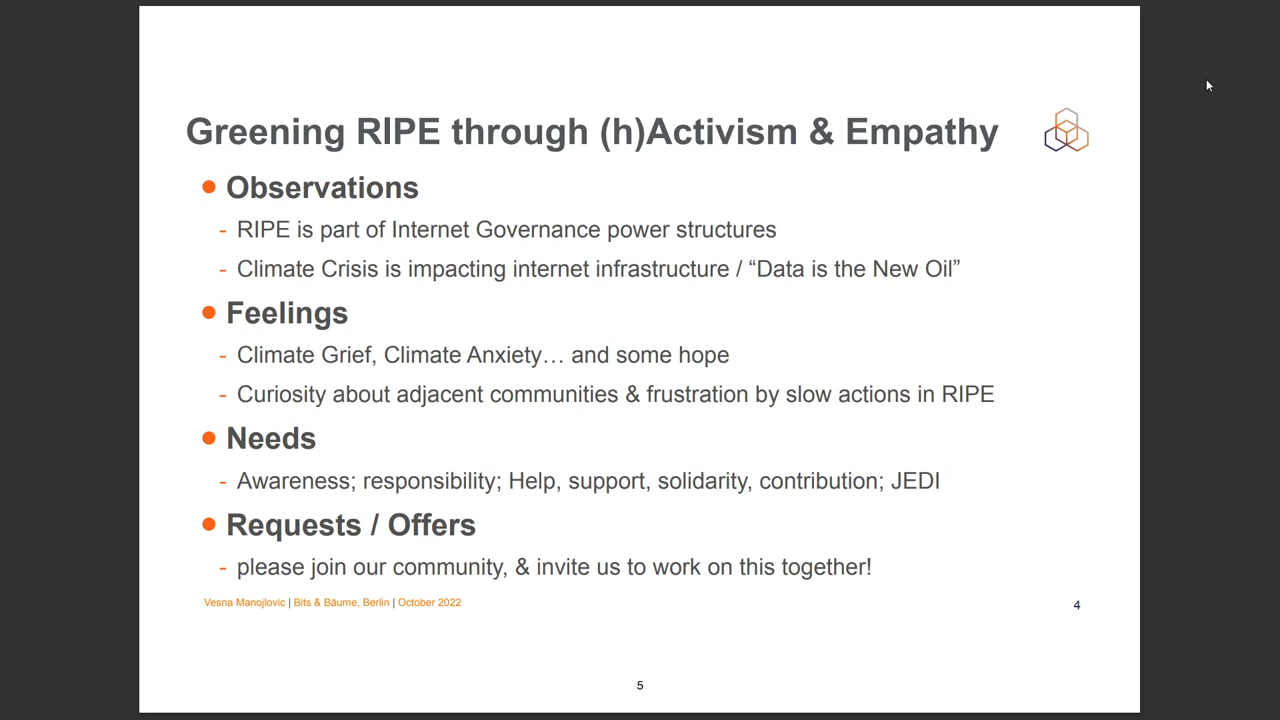 Greening RIPE through (h)Activism & Empathy
Observations
- RIPE is part of Internet Governance power structures
- Climate Crisis is impacting internet infrastructure / “Data is the New Oil”
Feelings
- Climate Grief, Climate Anxiety… and some hope
- Curiosity about adjacent communities & frustration by slow actions in RIPE
Needs
- Awareness; responsibility; Help, support, solidarity, contribution; JEDI
Requests / Offers
- please join our community, & invite us to work on this together!
Vesna Manojlovic | Bits & Bäume, Berlin | October 2022
4
5